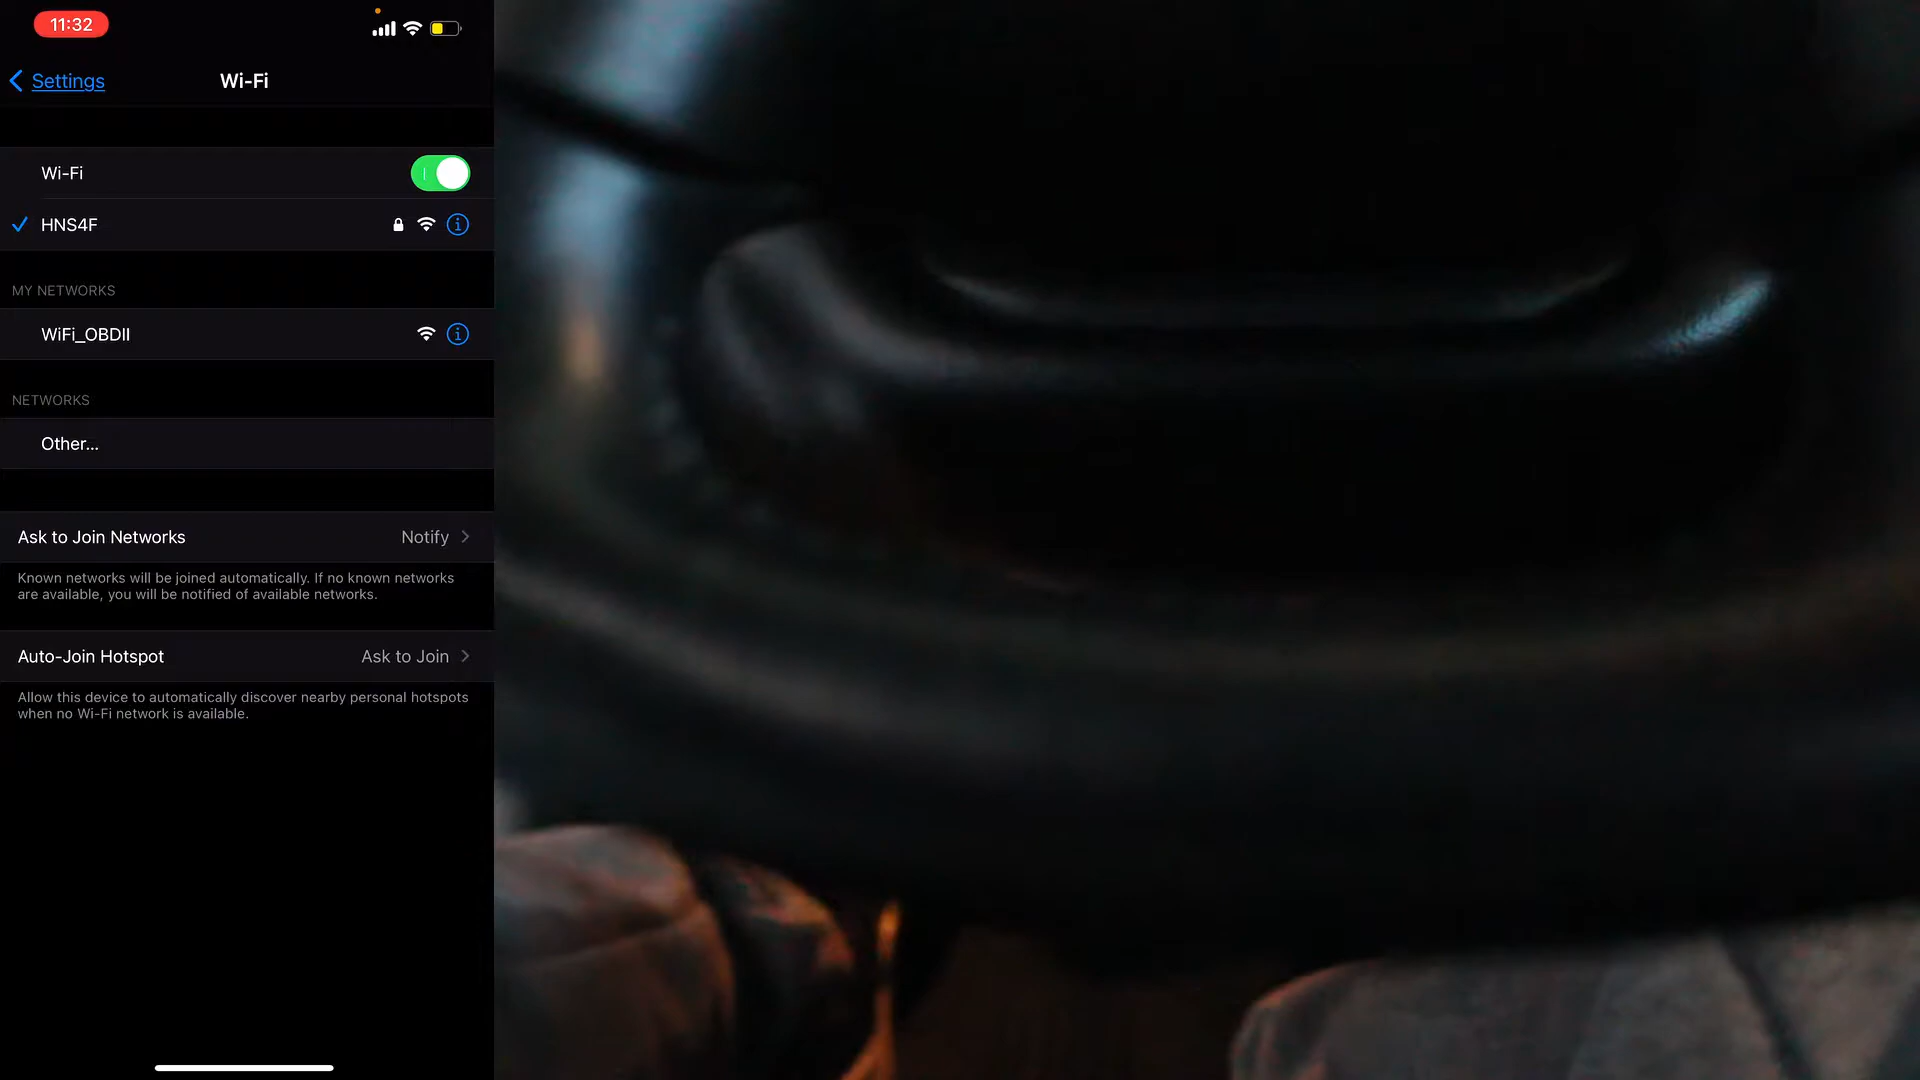 11:32
Settings
Wi-Fi
Wi-Fi
HNS4F
MY NETWORKS
WiFi_OBDII
NETWORKS
Other...
Ask to Join Networks Notify
Known networks will be joined automatically. If no known networks
are available, you will be notified of available networks.
Auto-Join Hotspot Ask to Join
Allow this device to automatically discover nearby personal hotspots
when no Wi-Fi network is available.